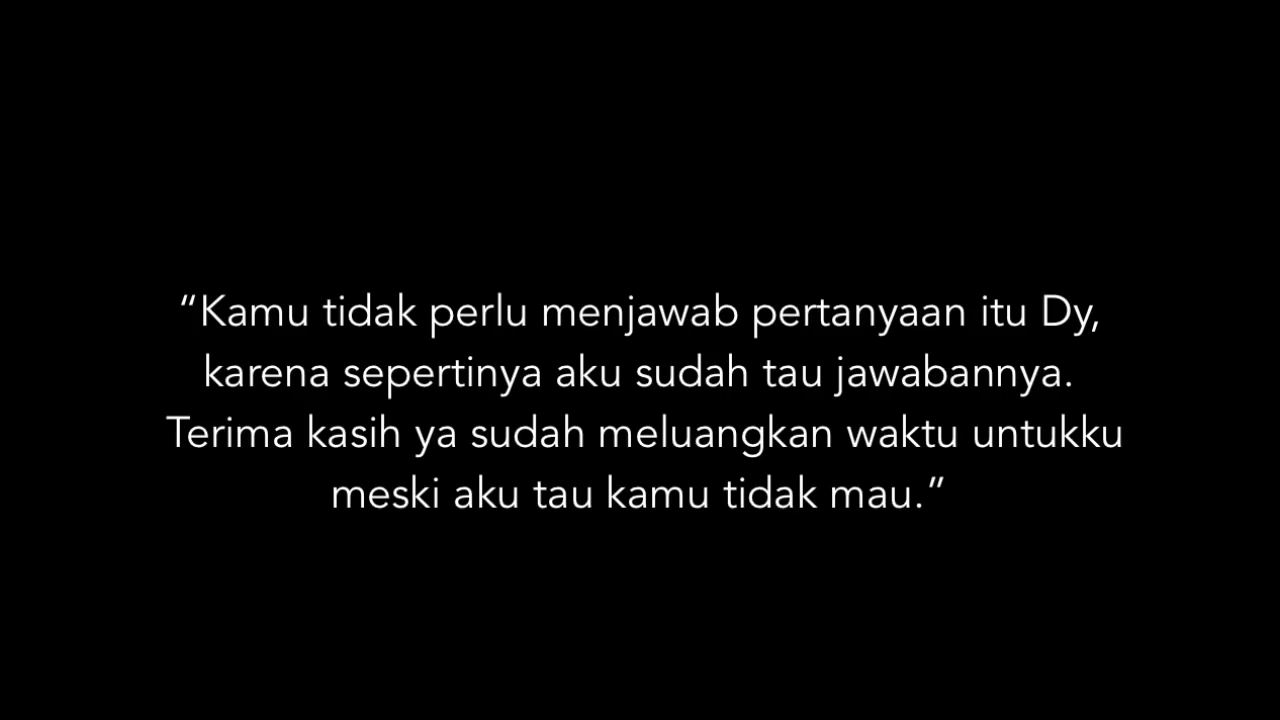 “Kamu tidak perlu menjawab pertanyaan itu Dy,
karena sepertinya aku sudah tau jawabannya.
Terima kasih ya sudah meluangkan waktu untukku
meski aku tau kamu tidak mau.”